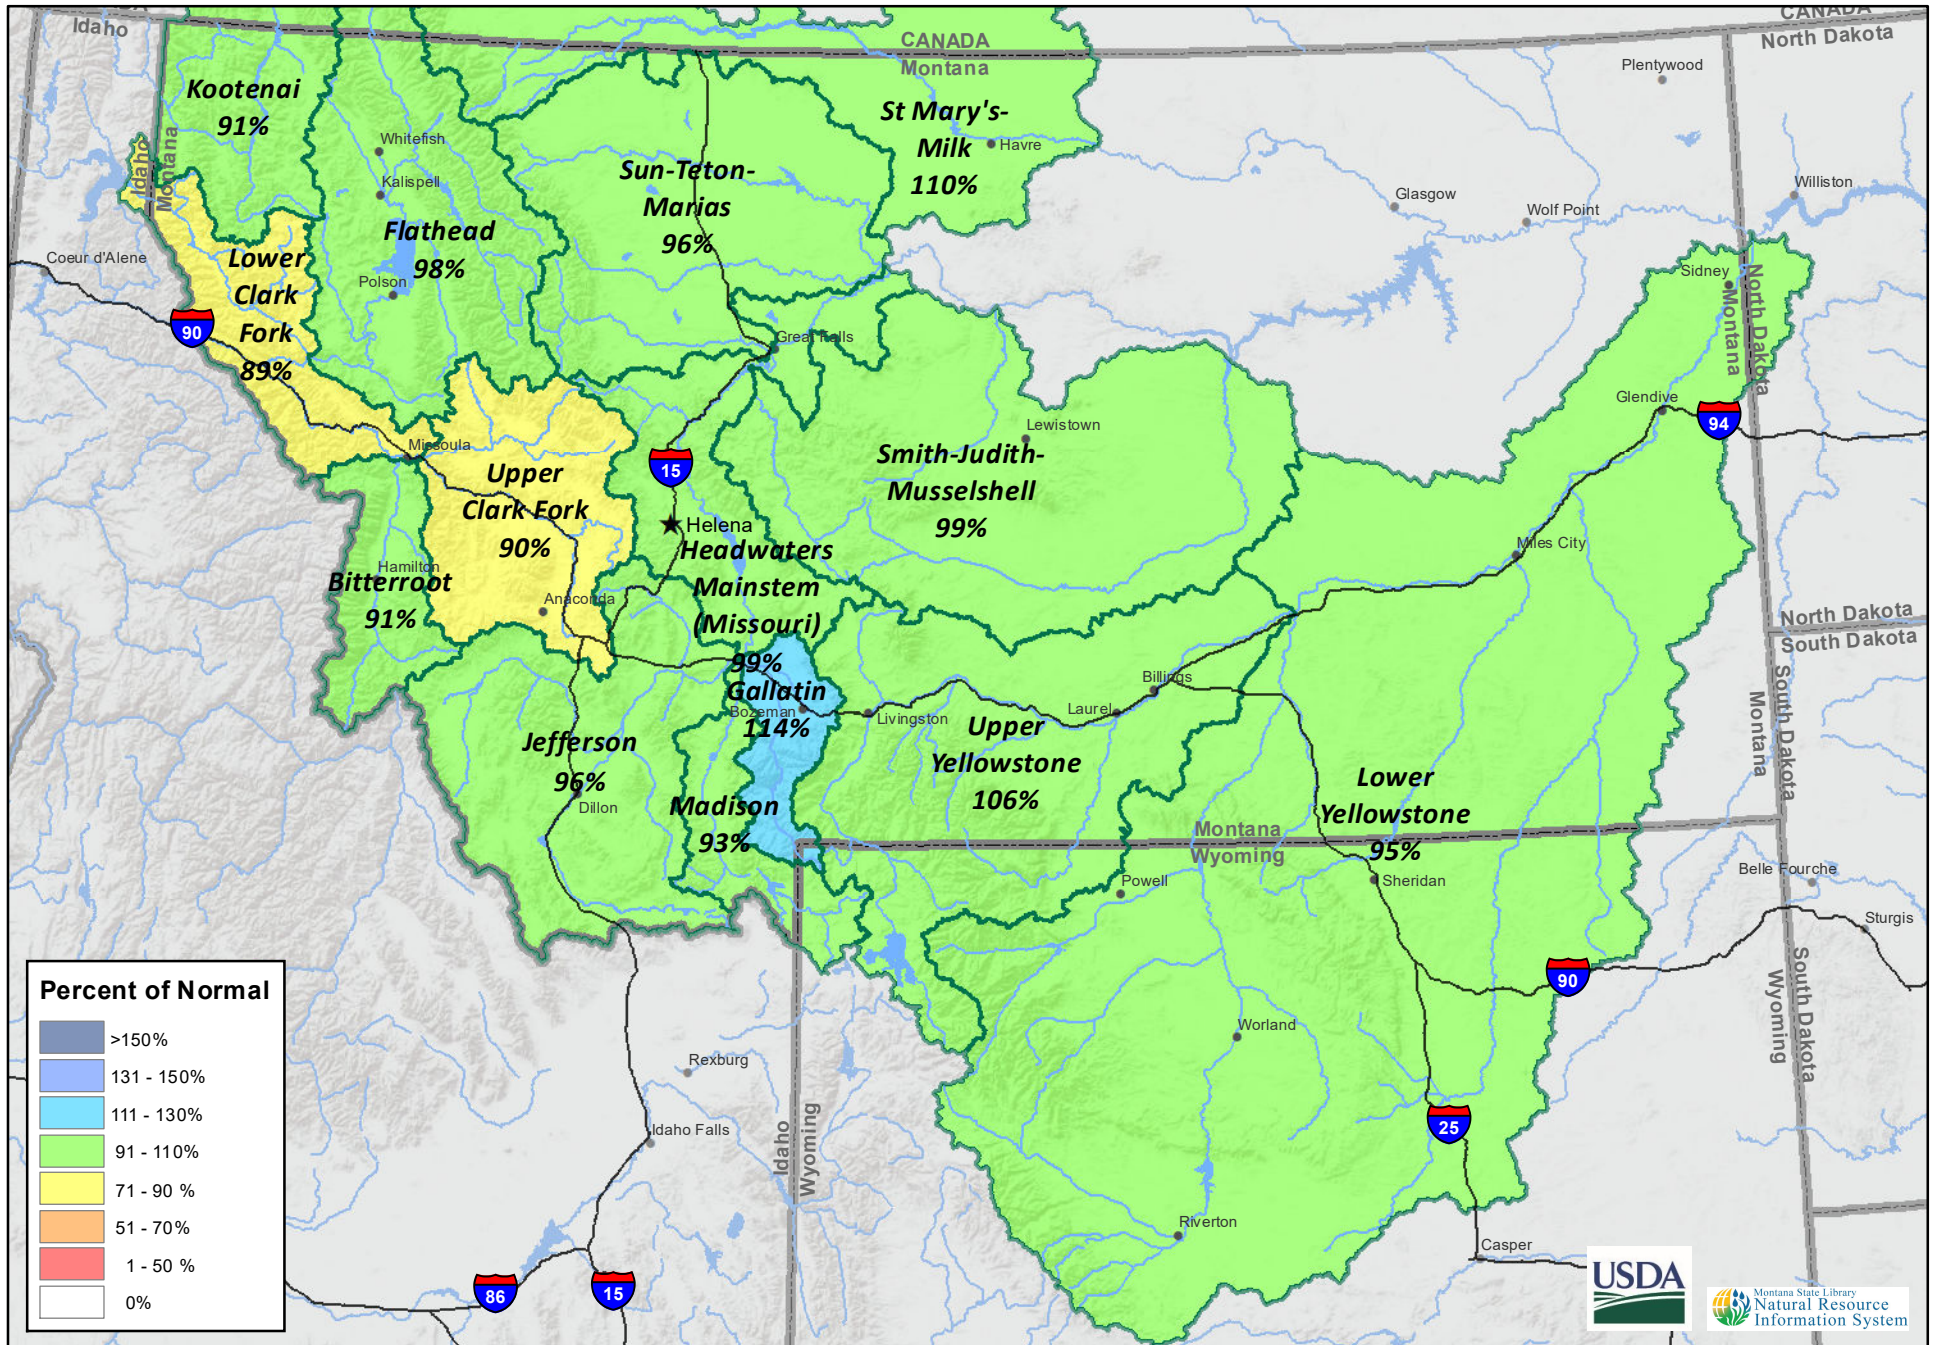 Idaho
CANADA
Montana
CANADA
North Dakota
Plentywood
Kootenai
91%
Whitefish
Kalispell
Flathead
98%
Polson
Sun-Teton-
Marias
96%
St Mary's-
Milk
110%
Havre
Glasgow
Wolf Point
Williston
Idaho
Montana
Coeur d'Alene
90
Lower
Clark
Fork
89%
Great Falls
Sidney
Montana
North Dakota
Glendive
94
Missoula
Upper
Clark Fork
90%
15
Helena
Lewistown
Smith-Judith-
Musselshell
99%
Miles City
Hamilton
Bitterroot
91%
Anaconda
Headwaters
Mainstem
(Missouri)
99%
Gallatin
Bozeman
114%
Livingston
Laurel
Billings
Upper
Yellowstone
106%
North Dakota
South Dakota
Montana
South Dakota
Jefferson
96%
Dillon
Madison
93%
Lower
Yellowstone
95%
Montana
Wyoming
Powell
Sheridan
Belle Fourche
Sturgis
90
South Dakota
Wyoming
Worland
Rexburg
Idaho Falls
Idaho
Wyoming
25
Riverton
Casper
86
15
Percent of Normal
>150%
131 - 150%
111 - 130%
91 - 110%
71 - 90 %
51 - 70%
1 - 50 %
0%
USDA
Montana State Library
Natural Resource
Information System